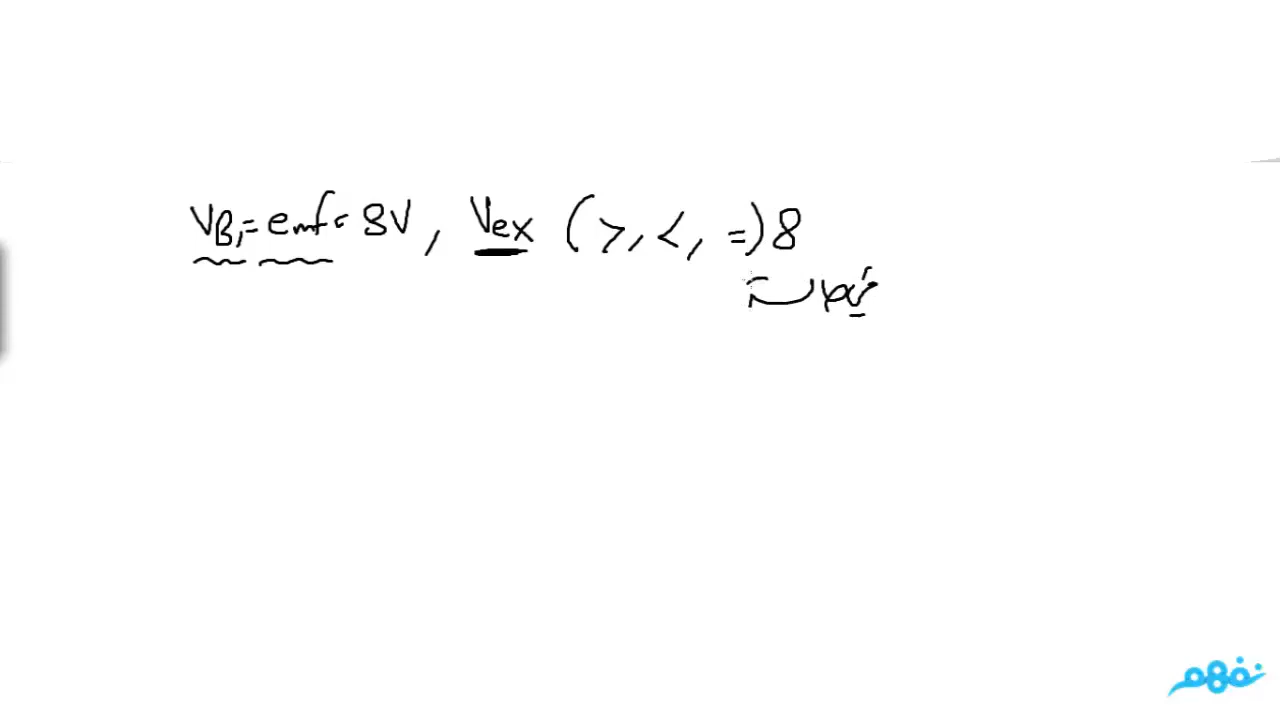 VB₁ = emf = 8V , Vex ( > , < , = ) 8
نفهم